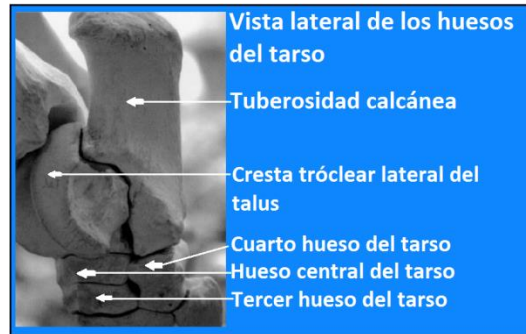 Vista lateral de los huesos
del tarso
Tuberosidad calcánea
Cresta tróclear lateral del
talus
Cuarto hueso del tarso
Hueso central del tarso
Tercer hueso del tarso